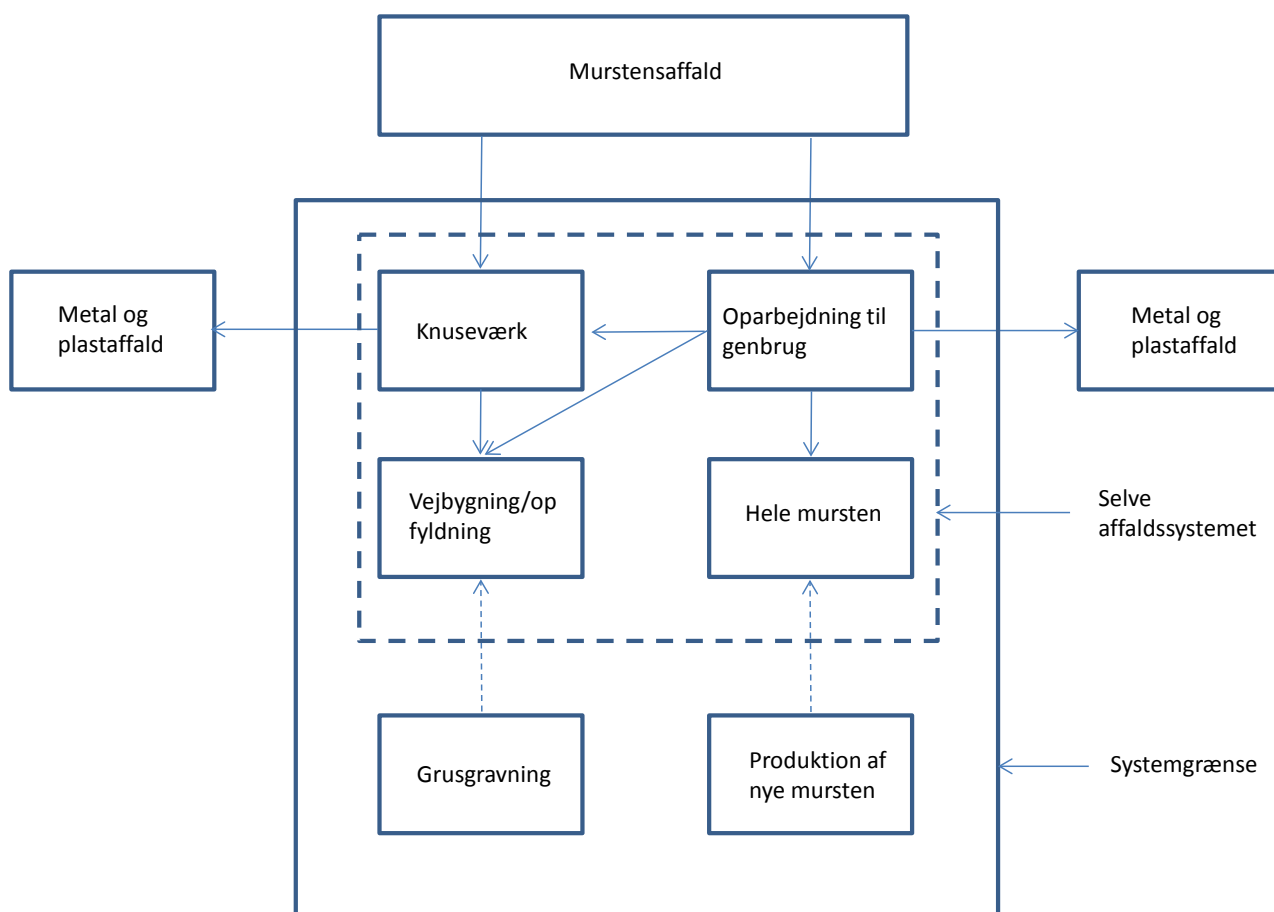 Murstensaffald
Metal og
plastaffald
Knuseværk
Oparbejdning til
genbrug
Metal og
plastaffald
Vejbygning/op
fyldning
Hele mursten
Selve
affaldssystemet
Grusgravning
Produktion af
nye mursten
Systemgrænse